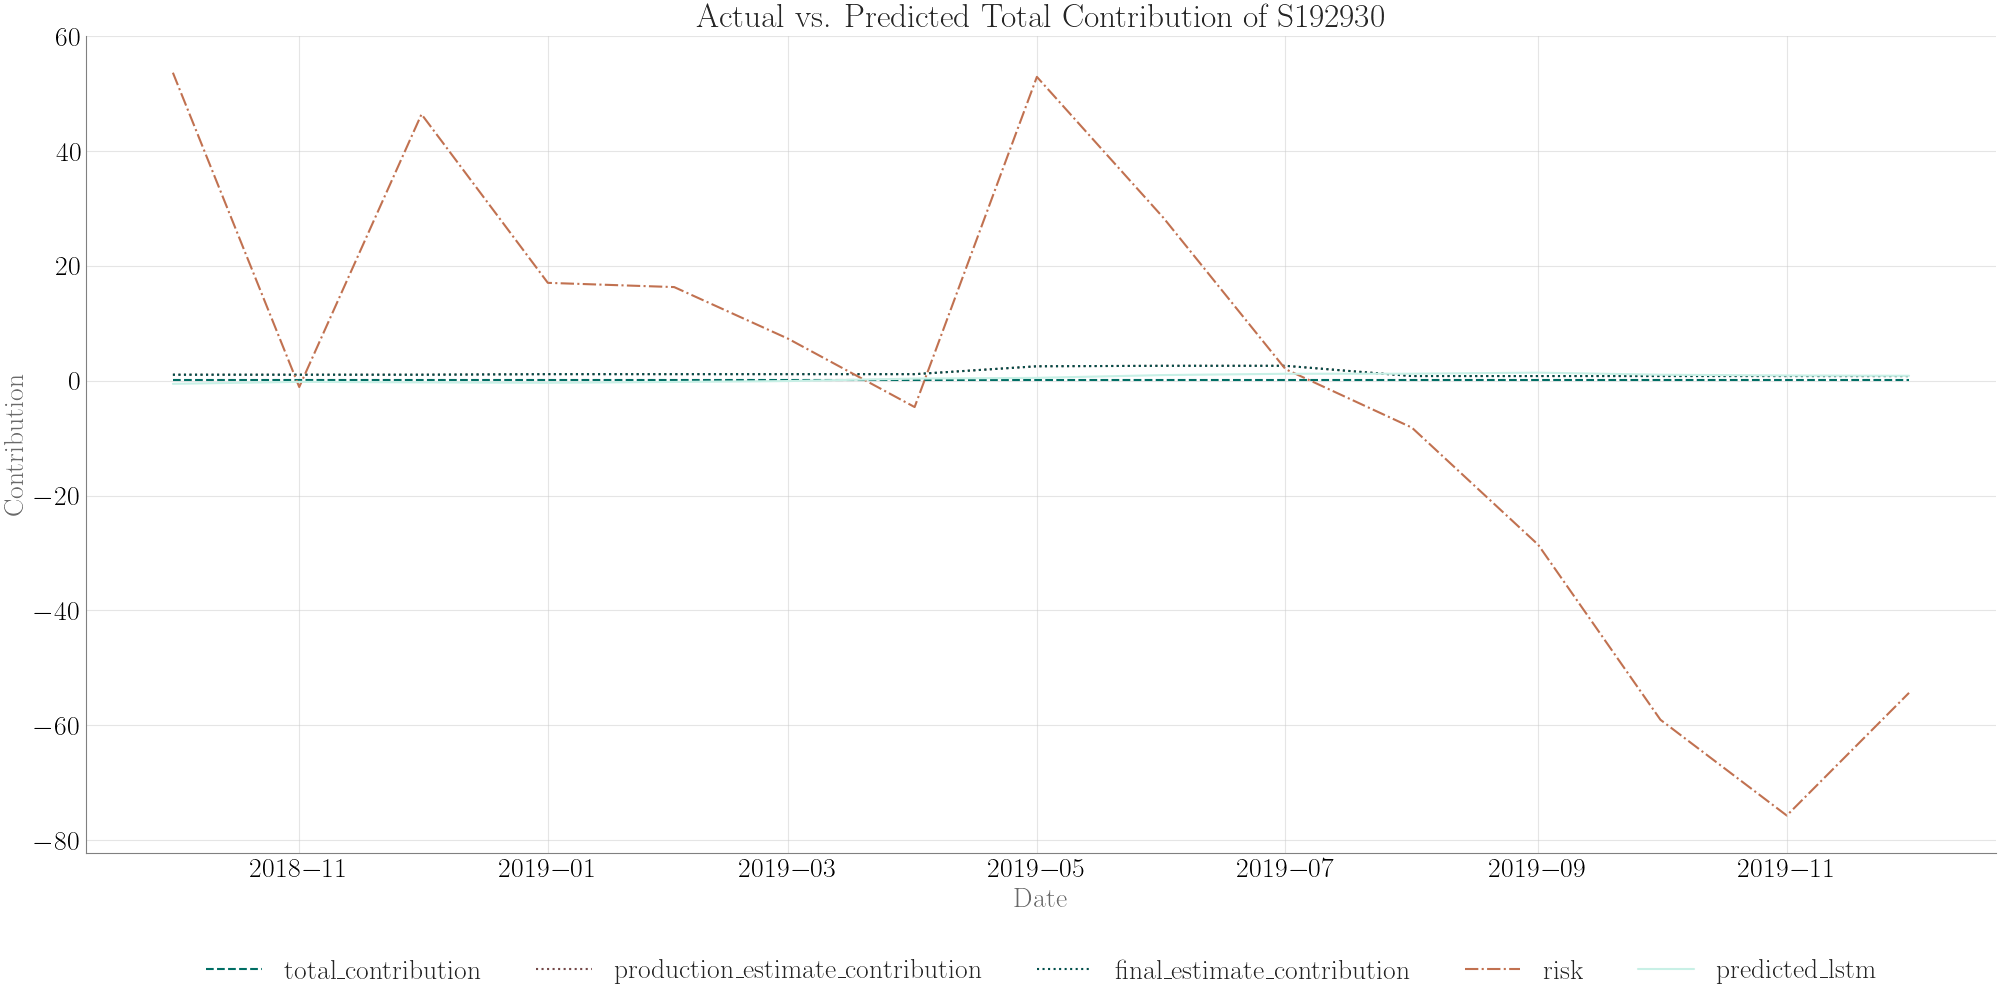 Actual vs. Predicted Total Contribution of S192930
60
40
20
0
−20
−40
−60
−80
Contribution
2018−11 2019−01 2019−03 2019−05 2019−07 2019−09 2019−11
Date
total_contribution production_estimate_contribution final_estimate_contribution risk predicted_lstm